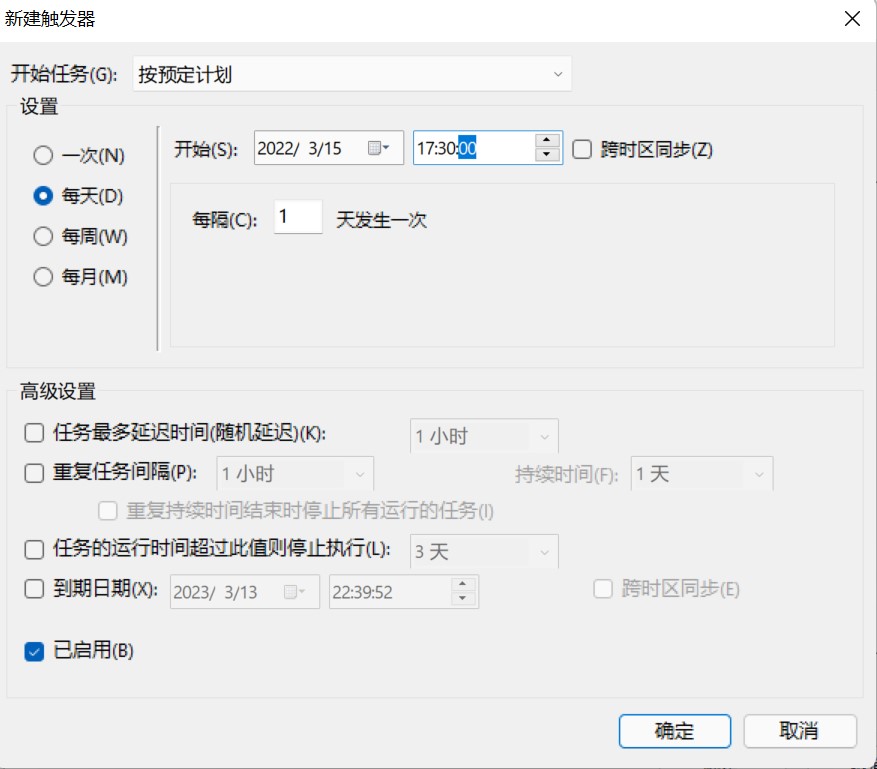 新建触发器
开始任务(G): 按预定计划
设置
一次(N)
每天(D)
每周(W)
每月(M)
开始(S): 2022/ 3/15 17:30:00 跨时区同步(Z)
每隔(C): 1 天发生一次
高级设置
任务最多延迟时间(随机延迟)(K): 1 小时
重复任务间隔(P): 1 小时 持续时间(F): 1 天
重复持续时间结束时停止所有运行的任务(I)
任务的运行时间超过此值则停止执行(L): 3 天
到期日期(X): 2023/ 3/13 22:39:52 跨时区同步(E)
已启用(B)
确定 取消